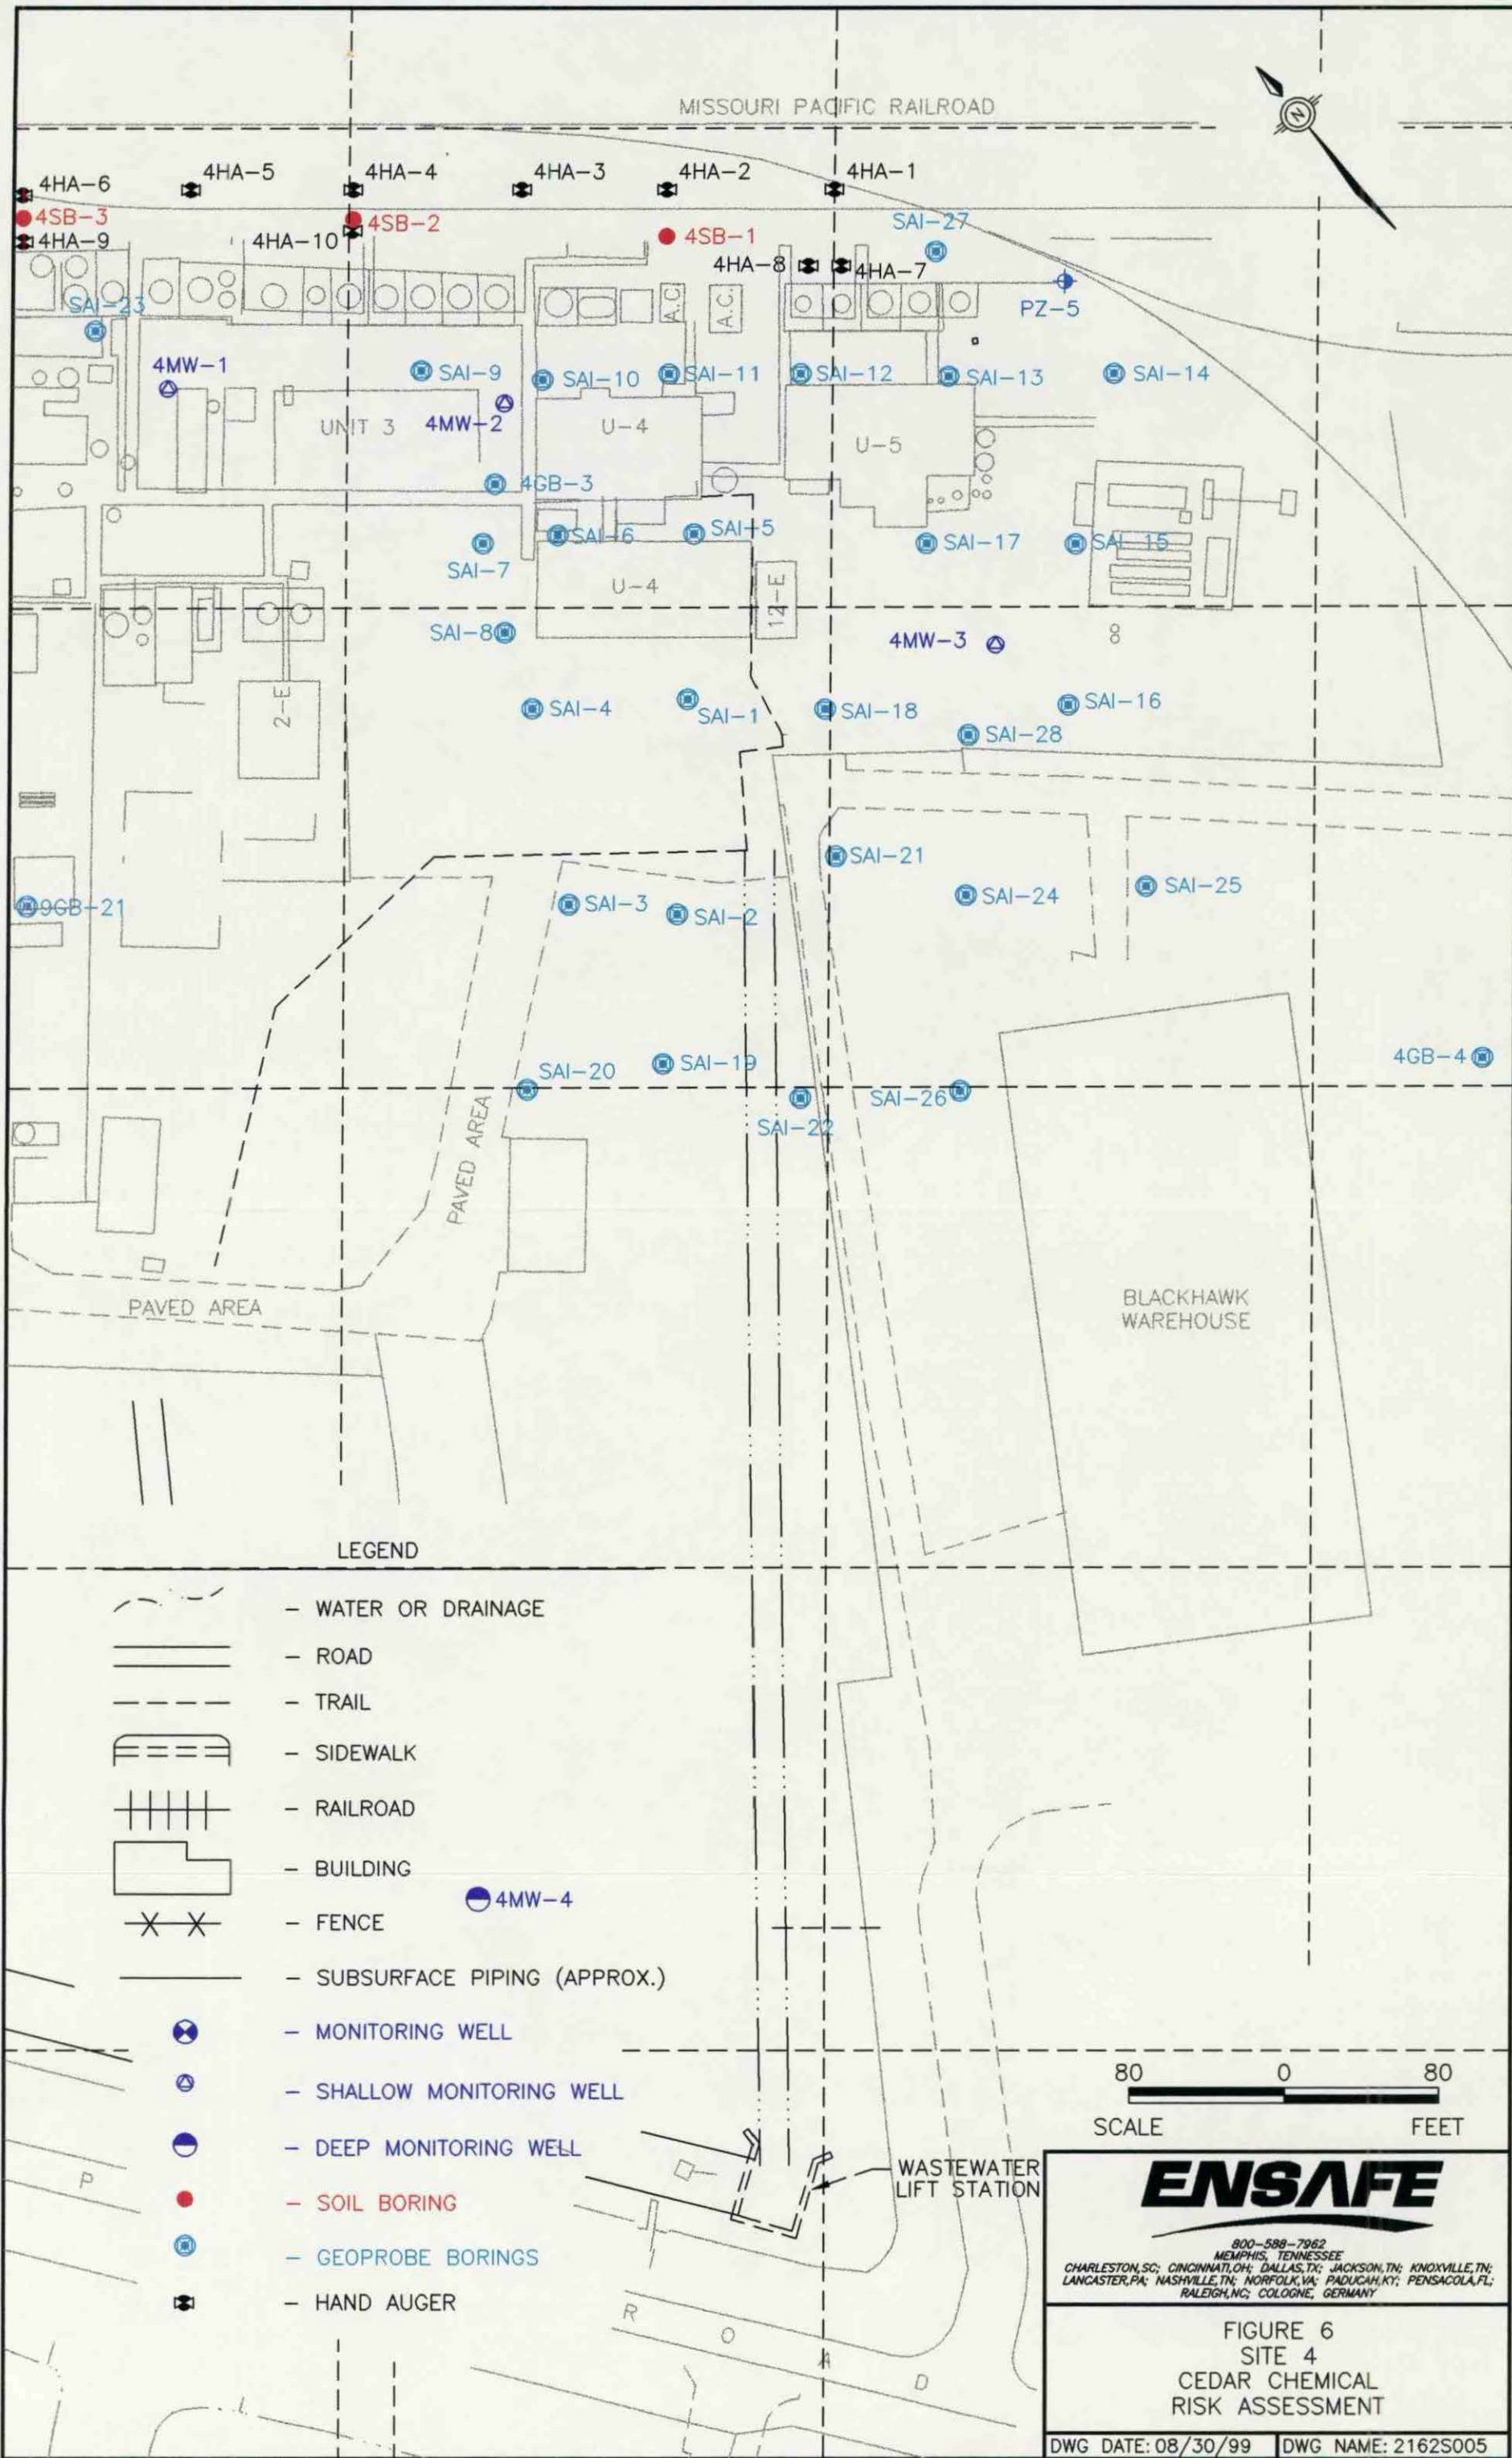 MISSOURI PACIFIC RAILROAD
N
4HA-6
4HA-5
4HA-4
4HA-3
4HA-2
4HA-1
4SB-3
4SB-2
4SB-1
SAI-27
4HA-9
4HA-10
4HA-8
4HA-7
SAI-23
A.C.
A.C.
PZ-5
4MW-1
SAI-9
SAI-10
SAI-11
SAI-12
SAI-13
SAI-14
UNIT 3
4MW-2
U-4
U-5
4GB-3
SAI-6
SAI-5
SAI-17
SAI-15
SAI-7
U-4
12-E
SAI-8
4MW-3
2-E
SAI-4
SAI-1
SAI-18
SAI-16
SAI-28
SAI-21
9GB-21
SAI-3
SAI-2
SAI-24
SAI-25
SAI-20
SAI-19
SAI-22
SAI-26
4GB-4
PAVED AREA
PAVED AREA
BLACKHAWK
WAREHOUSE
LEGEND
- WATER OR DRAINAGE
- ROAD
- TRAIL
- SIDEWALK
- RAILROAD
- BUILDING
4MW-4
- FENCE
- SUBSURFACE PIPING (APPROX.)
- MONITORING WELL
- SHALLOW MONITORING WELL
- DEEP MONITORING WELL
- SOIL BORING
- GEOPROBE BORINGS
- HAND AUGER
P
L
R O A D
WASTEWATER
LIFT STATION
80 0 80
SCALE FEET
ENSAFE
800-588-7962
MEMPHIS, TENNESSEE
CHARLESTON,SC; CINCINNATI,OH; DALLAS,TX; JACKSON,TN; KNOXVILLE,TN;
LANCASTER,PA; NASHVILLE,TN; NORFOLK,VA; PADUCAH,KY; PENSACOLA,FL;
RALEIGH,NC; COLOGNE, GERMANY
FIGURE 6
SITE 4
CEDAR CHEMICAL
RISK ASSESSMENT
DWG DATE: 08/30/99
DWG NAME: 2162S005